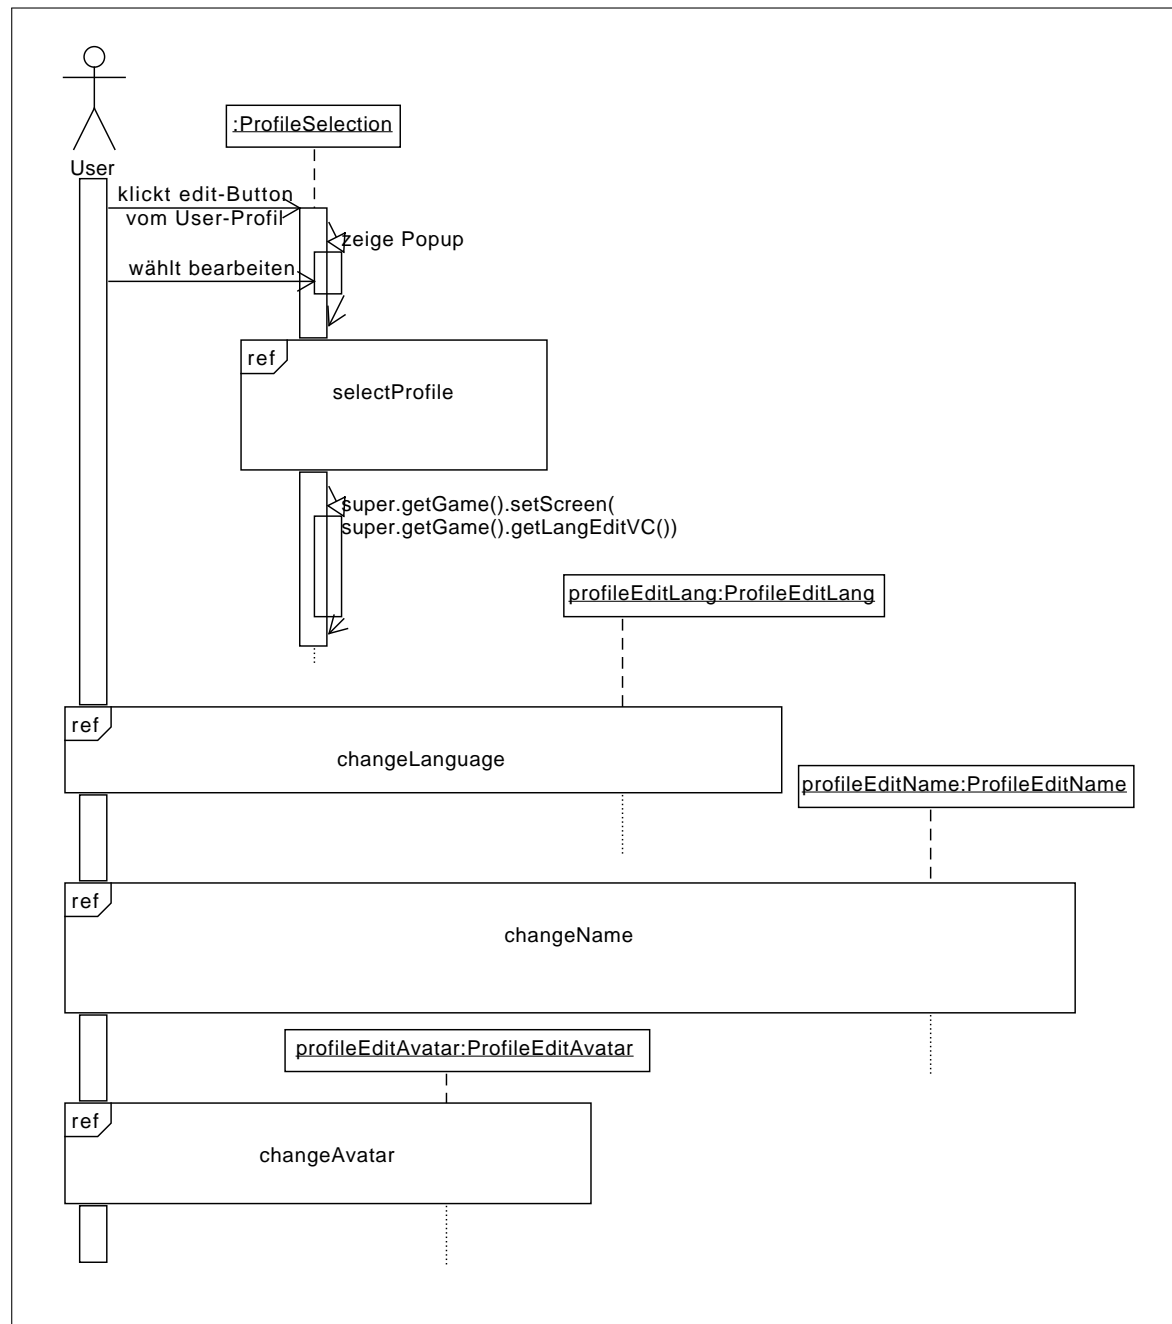 :ProfileSelection
User
klickt edit-Button
vom User-Profil
zeige Popup
wählt bearbeiten
ref
selectProfile
super.getGame().setScreen(
super.getGame().getLangEditVC())
profileEditLang:ProfileEditLang
ref
changeLanguage
profileEditName:ProfileEditName
ref
changeName
profileEditAvatar:ProfileEditAvatar
ref
changeAvatar